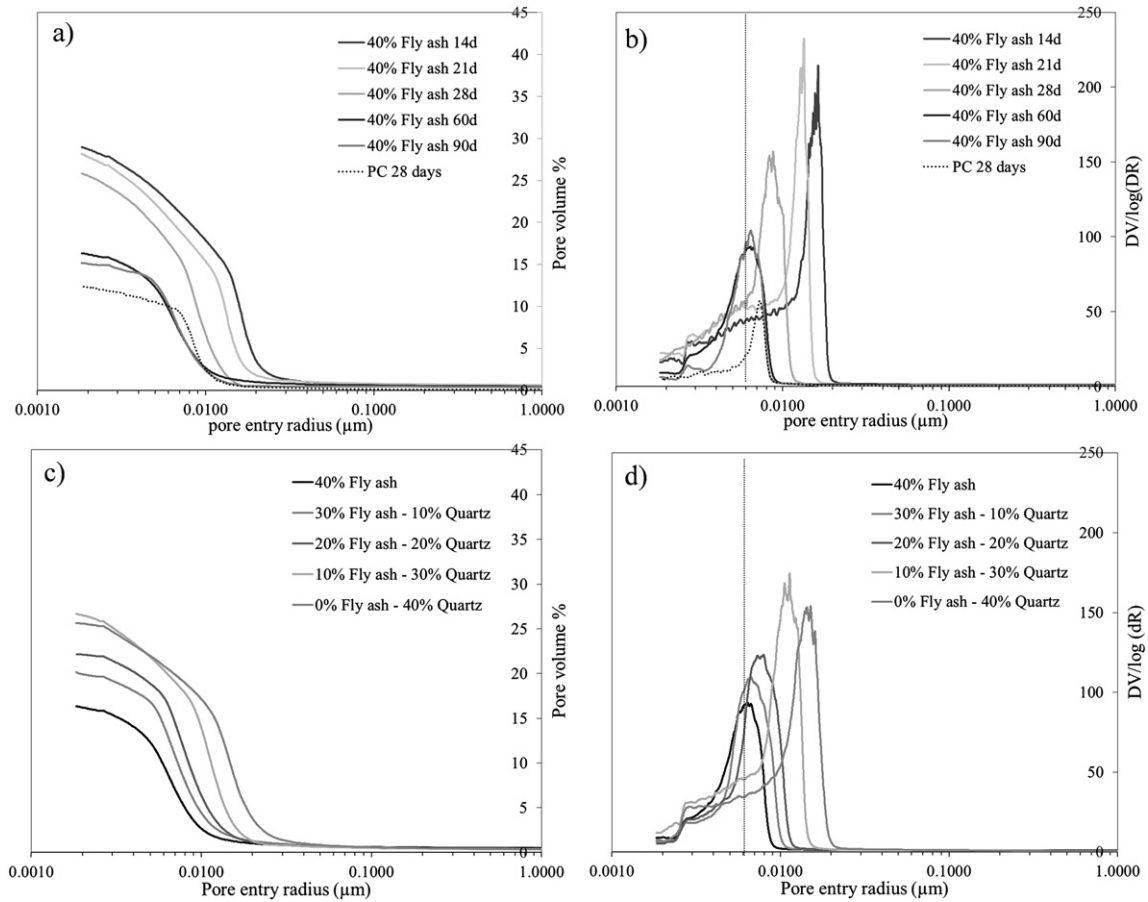 a)
45
40
35
30
25
20
15
10
5
0
Pore volume %
40% Fly ash 14d
40% Fly ash 21d
40% Fly ash 28d
40% Fly ash 60d
40% Fly ash 90d
PC 28 days
0.0010
0.0100
0.1000
1.0000
pore entry radius (µm)
b)
250
200
150
100
50
0
DV/log(DR)
40% Fly ash 14d
40% Fly ash 21d
40% Fly ash 28d
40% Fly ash 60d
40% Fly ash 90d
PC 28 days
0.0010
0.0100
0.1000
1.0000
pore entry radius (µm)
c)
45
40
35
30
25
20
15
10
5
0
Pore volume %
40% Fly ash
30% Fly ash - 10% Quartz
20% Fly ash - 20% Quartz
10% Fly ash - 30% Quartz
0% Fly ash - 40% Quartz
0.0010
0.0100
0.1000
1.0000
Pore entry radius (µm)
d)
250
200
150
100
50
0
DV/log (dR)
40% Fly ash
30% Fly ash - 10% Quartz
20% Fly ash - 20% Quartz
10% Fly ash - 30% Quartz
0% Fly ash - 40% Quartz
0.0010
0.0100
0.1000
1.0000
Pore entry radius (µm)